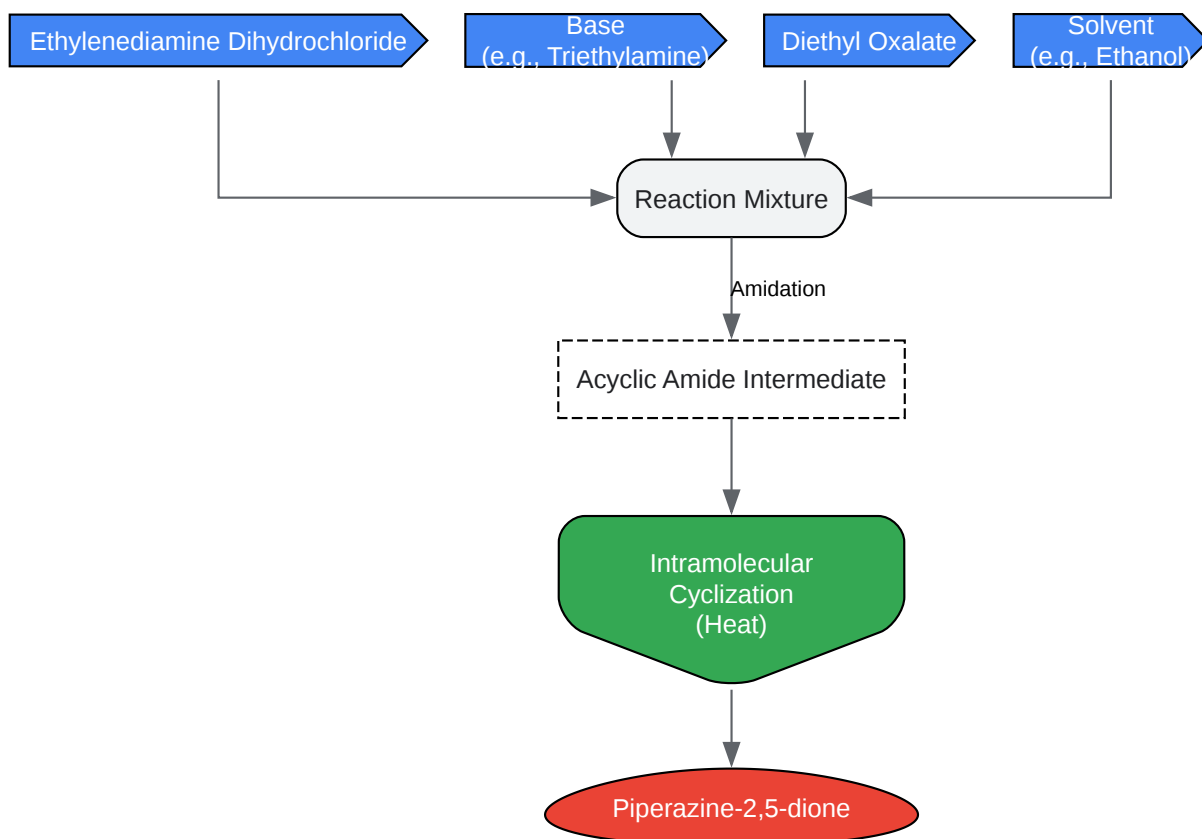 Ethylenediamine Dihydrochloride
Base
(e.g., Triethylamine)
Diethyl Oxalate
Solvent
(e.g., Ethanol)
Reaction Mixture
Amidation
Acyclic Amide Intermediate
Intramolecular
Cyclization
(Heat)
Piperazine-2,5-dione